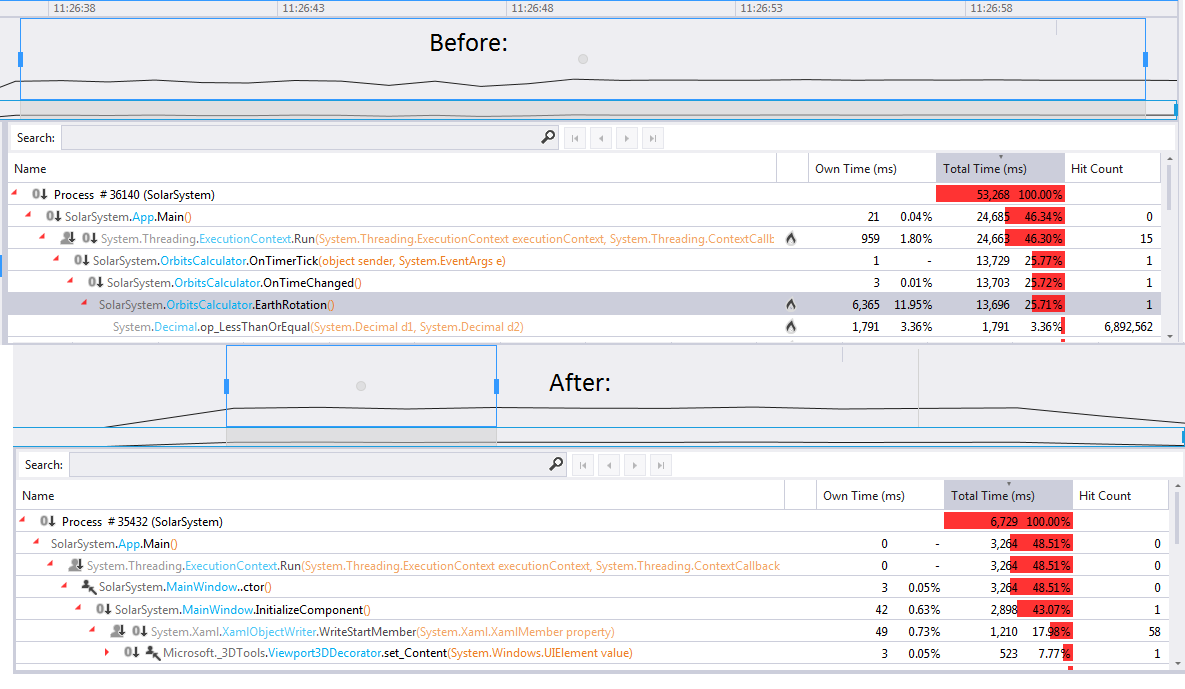 11:26:38 11:26:43 11:26:48 11:26:53 11:26:58
Before:
Search:
Name Own Time (ms) Total Time (ms) Hit Count
Process # 36140 (SolarSystem) 53,268 100.00%
SolarSystem.App.Main() 21 0.04% 24,685 46.34% 0
System.Threading.ExecutionContext.Run(System.Threading.ExecutionContext executionContext, System.Threading.ContextCallb 959 1.80% 24,663 46.30% 15
SolarSystem.OrbitsCalculator.OnTimerTick(object sender, System.EventArgs e) 1 - 13,729 25.77% 1
SolarSystem.OrbitsCalculator.OnTimeChanged() 3 0.01% 13,703 25.72% 1
SolarSystem.OrbitsCalculator.EarthRotation() 6,365 11.95% 13,696 25.71% 1
System.Decimal.op_LessThanOrEqual(System.Decimal d1, System.Decimal d2) 1,791 3.36% 1,791 3.36% 6,892,562
After:
Search:
Name Own Time (ms) Total Time (ms) Hit Count
Process # 35432 (SolarSystem) 6,729 100.00%
SolarSystem.App.Main() 0 - 3,264 48.51% 0
System.Threading.ExecutionContext.Run(System.Threading.ExecutionContext executionContext, System.Threading.ContextCallback 0 - 3,264 48.51% 0
SolarSystem.MainWindow..ctor() 3 0.05% 3,264 48.51% 0
SolarSystem.MainWindow.InitializeComponent() 42 0.63% 2,898 43.07% 1
System.Xaml.XamlObjectWriter.WriteStartMember(System.Xaml.XamlMember property) 49 0.73% 1,210 17.98% 58
Microsoft._3DTools.Viewport3DDecorator.set_Content(System.Windows.UIElement value) 3 0.05% 523 7.77% 1